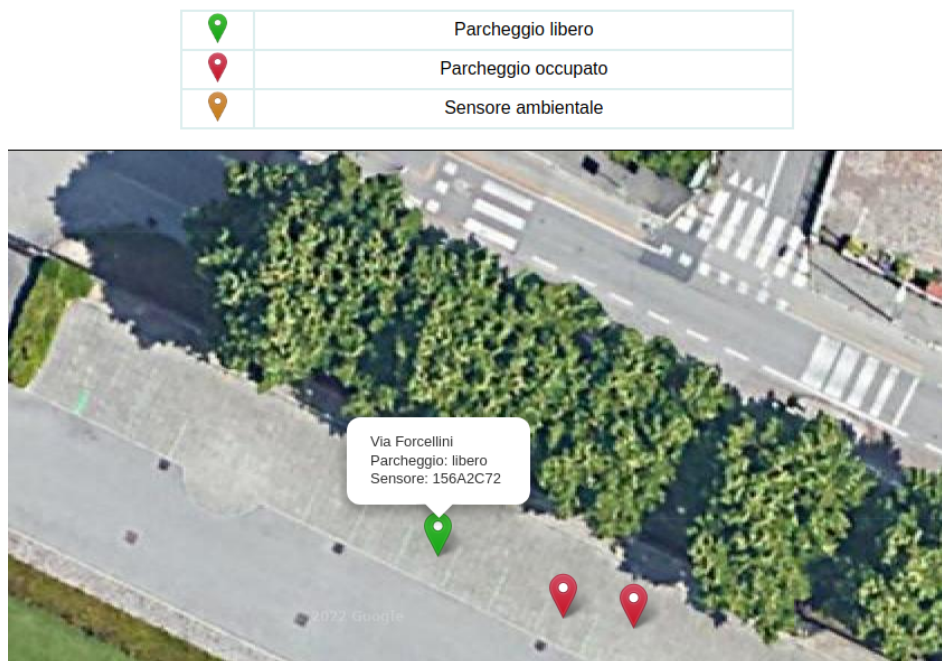 Parcheggio libero
Parcheggio occupato
Sensore ambientale
Via Forcellini
Parcheggio: libero
Sensore: 156A2C72
2022 Google